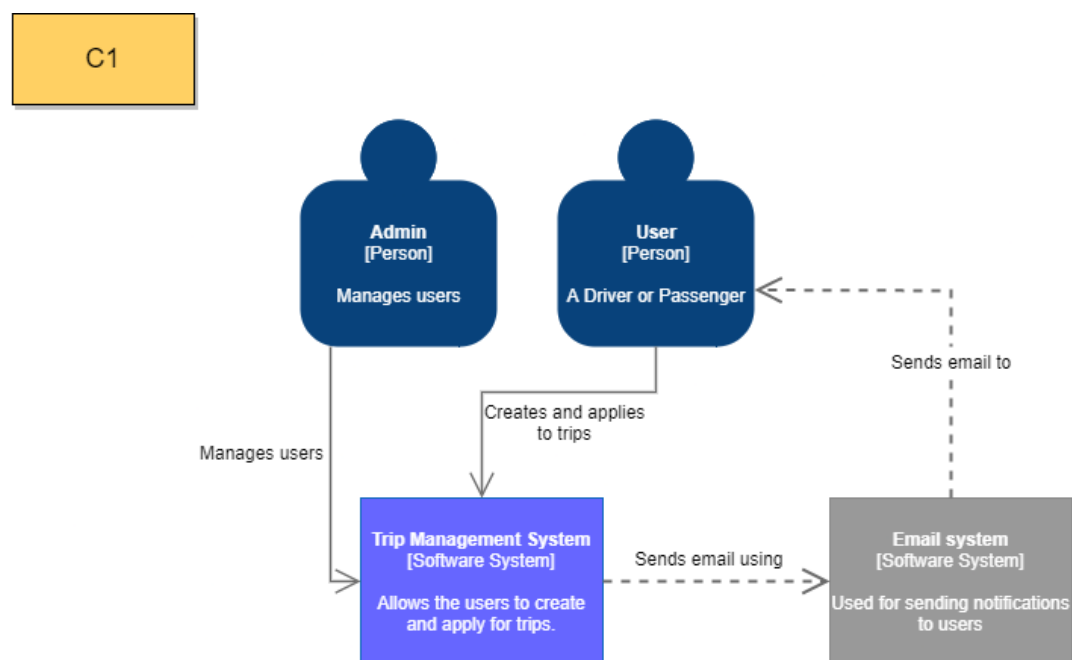 C1
Admin
[Person]
Manages users
User
[Person]
A Driver or Passenger
Sends email to
Creates and applies
to trips
Manages users
Trip Management System
[Software System]
Allows the users to create
and apply for trips.
Sends email using
Email system
[Software System]
Used for sending notifications
to users